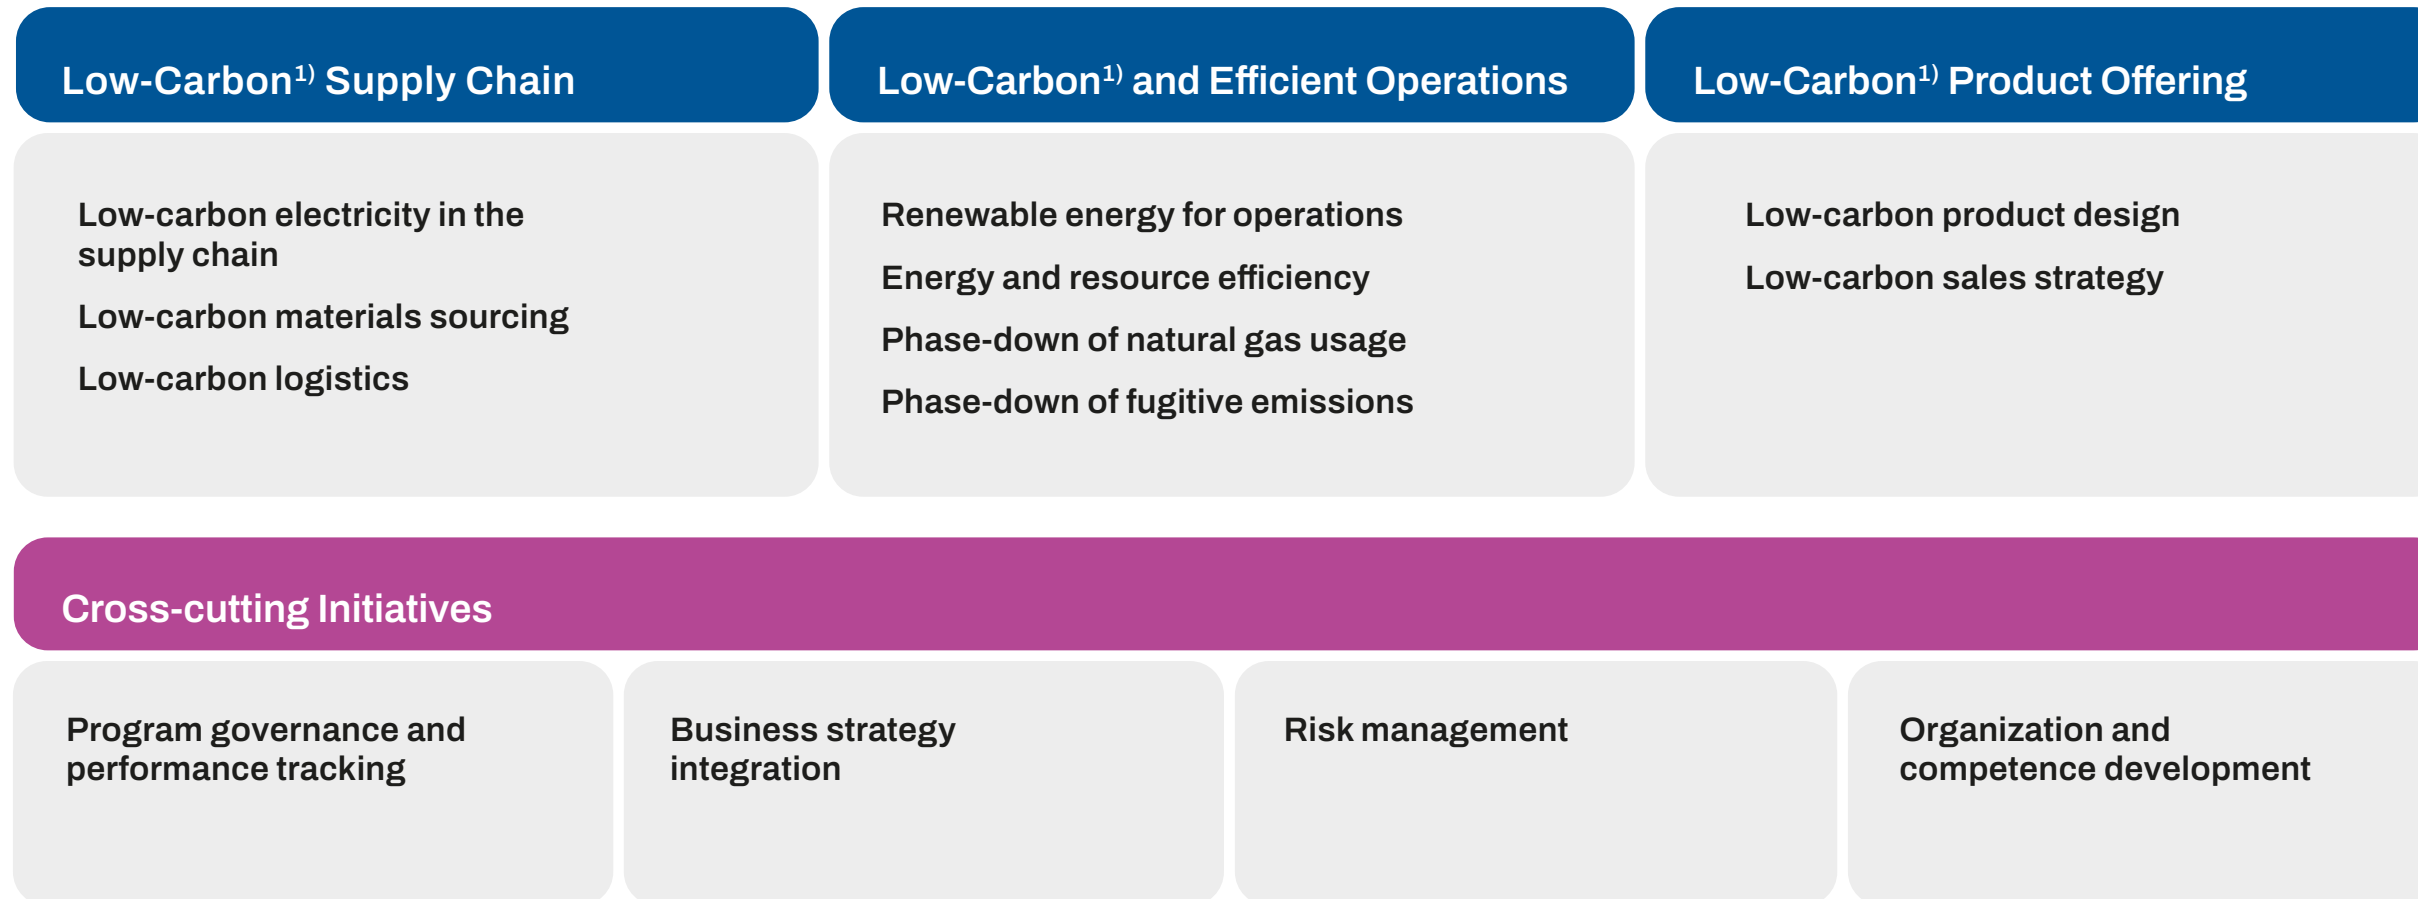 Low-Carbon¹⁾ Supply Chain
Low-carbon electricity in the
supply chain
Low-carbon materials sourcing
Low-carbon logistics
Low-Carbon¹⁾ and Efficient Operations
Renewable energy for operations
Energy and resource efficiency
Phase-down of natural gas usage
Phase-down of fugitive emissions
Low-Carbon¹⁾ Product Offering
Low-carbon product design
Low-carbon sales strategy
Cross-cutting Initiatives
Program governance and
performance tracking
Business strategy
integration
Risk management
Organization and
competence development